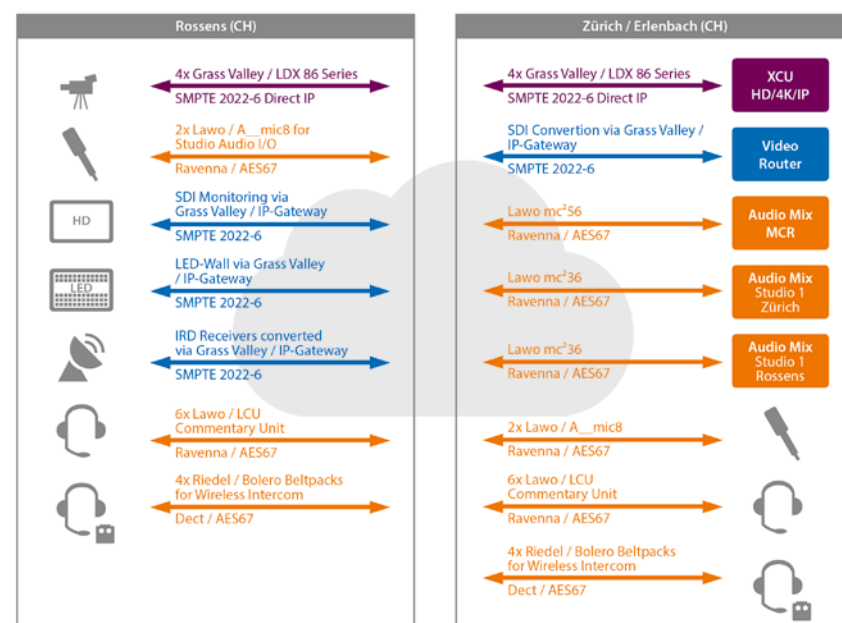 Rossens (CH)
4x Grass Valley / LDX 86 Series
SMPTE 2022-6 Direct IP
2x Lawo / A__mic8 for
Studio Audio I/O
Ravenna / AES67
HD
SDI Monitoring via
Grass Valley / IP-Gateway
SMPTE 2022-6
LED
LED-Wall via Grass Valley
/ IP-Gateway
SMPTE 2022-6
IRD Receivers converted
via Grass Valley / IP-Gateway
SMPTE 2022-6
6x Lawo / LCU
Commentary Unit
Ravenna / AES67
4x Riedel / Bolero Beltpacks
for Wireless Intercom
Dect / AES67
Zürich / Erlenbach (CH)
4x Grass Valley / LDX 86 Series
SMPTE 2022-6 Direct IP
XCU
HD/4K/IP
SDI Convertion via Grass Valley /
IP-Gateway
SMPTE 2022-6
Video
Router
Lawo mc²56
Ravenna / AES67
Audio Mix
MCR
Lawo mc²36
Ravenna / AES67
Audio Mix
Studio 1
Zürich
Lawo mc²36
Ravenna / AES67
Audio Mix
Studio 1
Rossens
2x Lawo / A__mic8
Ravenna / AES67
6x Lawo / LCU
Commentary Unit
Ravenna / AES67
4x Riedel / Bolero Beltpacks
for Wireless Intercom
Dect / AES67